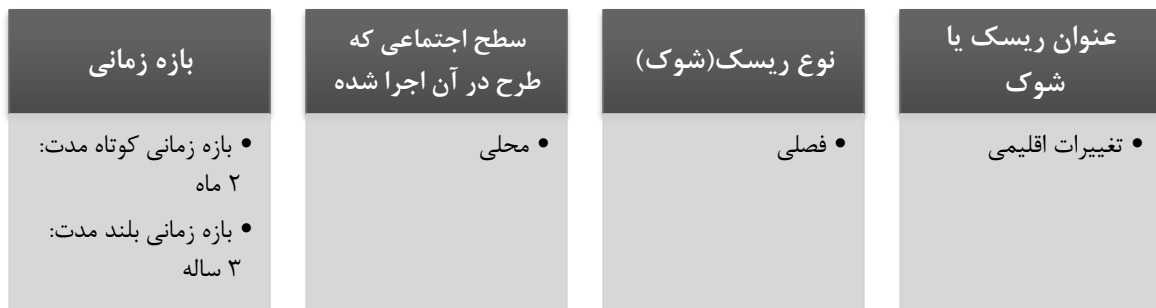 عنوان ریسک یا
شوک
• تغییرات اقلیمی
نوع ریسک(شوک)
• فصلی
سطح اجتماعی که
طرح در آن اجرا شده
• محلی
بازه زمانی
• بازه زمانی کوتاه مدت:
۲ ماه
• بازه زمانی بلند مدت:
۳ ساله